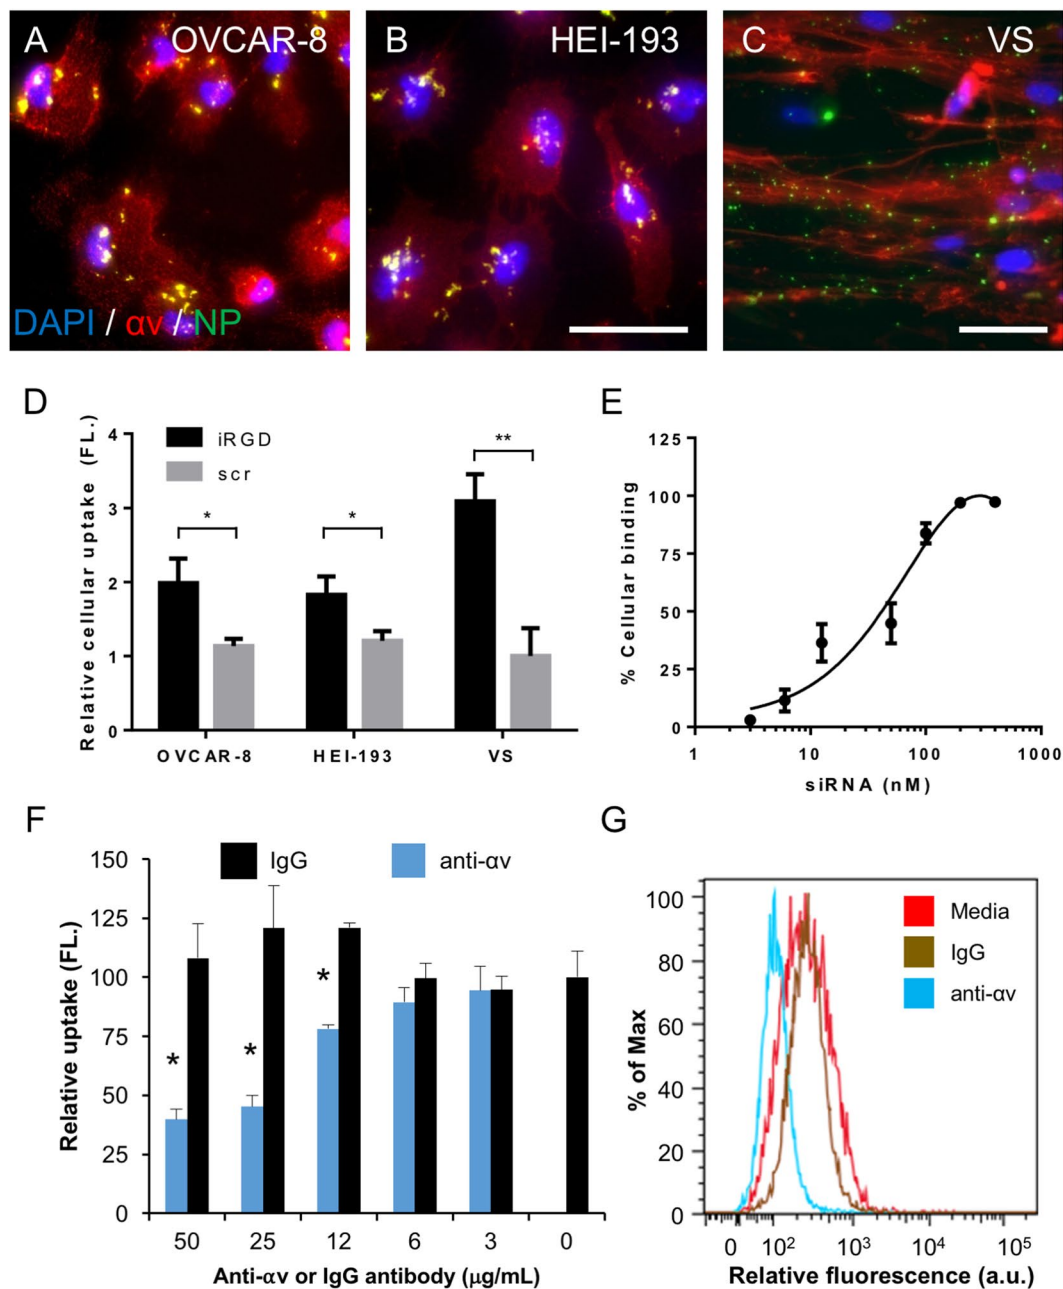 A OVCAR-8
B HEI-193
C VS
DAPI / αv / NP
D
Relative cellular uptake (FL.)
4
3
2
1
0
iRGD
scr
*
*
**
OVCAR-8 HEI-193 VS
E
% Cellular binding
125
100
75
50
25
0
1 10 100 1000
siRNA (nM)
F
Relative uptake (FL.)
150
125
100
75
50
25
0
IgG anti-αv
*
*
*
50 25 12 6 3 0
Anti-αv or IgG antibody (μg/mL)
G
% of Max
100
80
60
40
20
0
Media
IgG
anti-αv
0 10² 10³ 10⁴ 10⁵
Relative fluorescence (a.u.)